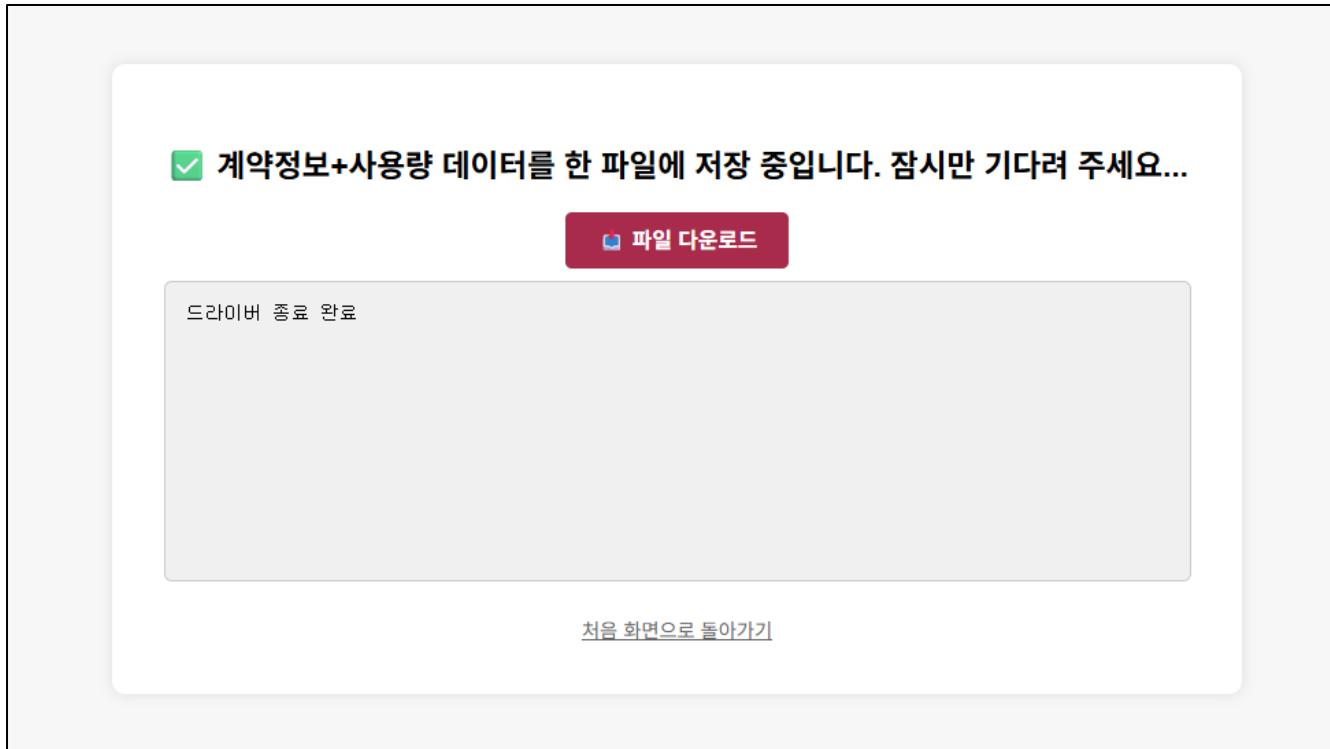 ✅ 계약정보+사용량 데이터를 한 파일에 저장 중입니다. 잠시만 기다려 주세요...
📥 파일 다운로드
드라이버 종료 완료
처음 화면으로 돌아가기